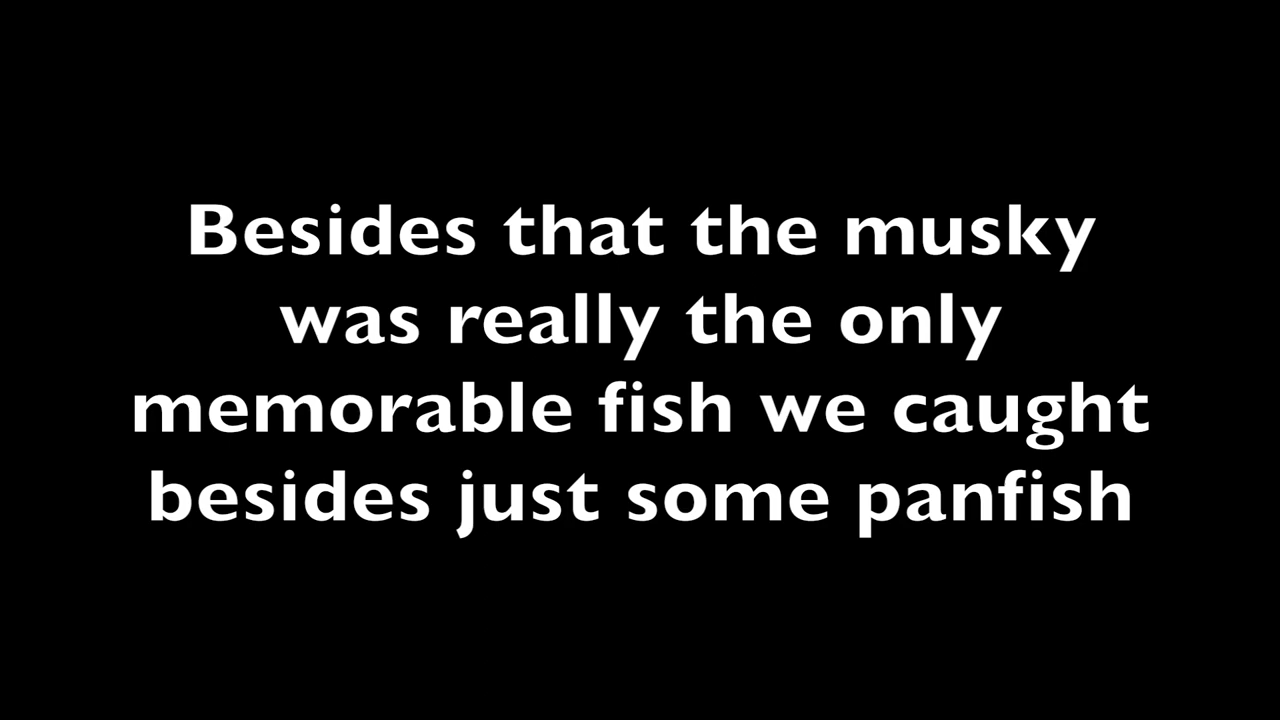 Besides that the musky
was really the only
memorable fish we caught
besides just some panfish